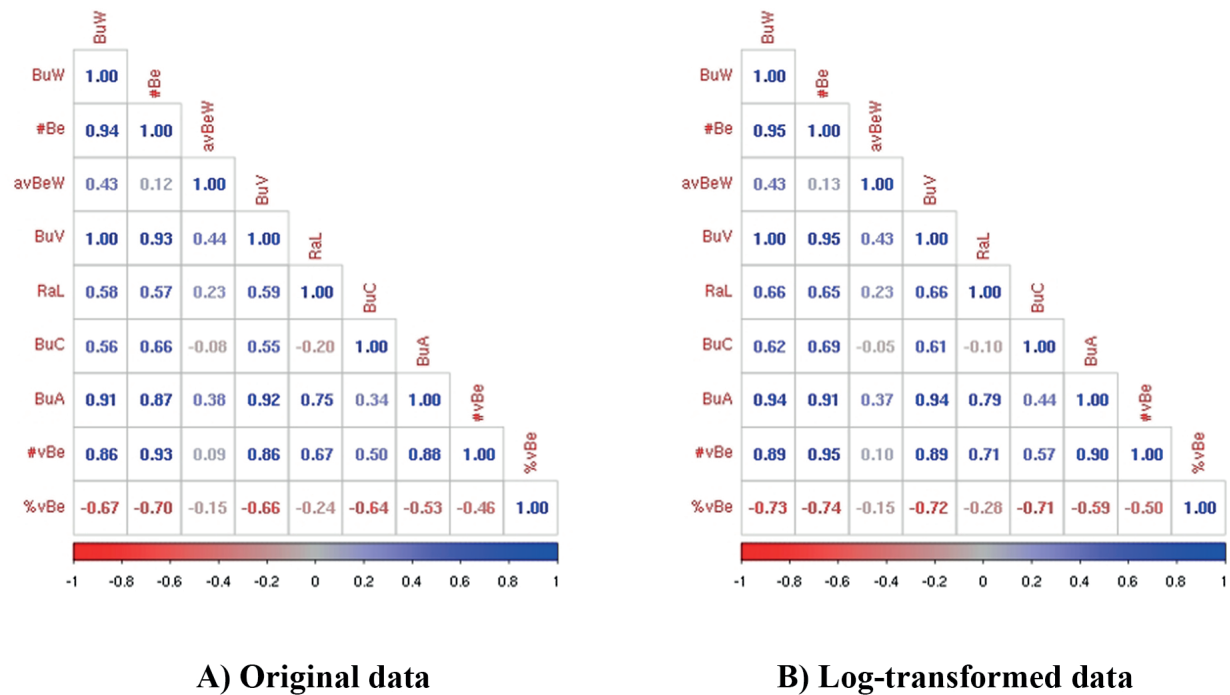 BuW
BuW 1.00 #Be
#Be 0.94 1.00 avBeW
avBeW 0.43 0.12 1.00 BuV
BuV 1.00 0.93 0.44 1.00 RaL
RaL 0.58 0.57 0.23 0.59 1.00 BuC
BuC 0.56 0.66 -0.08 0.55 -0.20 1.00 BuA
BuA 0.91 0.87 0.38 0.92 0.75 0.34 1.00 #vBe
#vBe 0.86 0.93 0.09 0.86 0.67 0.50 0.88 1.00 %vBe
%vBe -0.67 -0.70 -0.15 -0.66 -0.24 -0.64 -0.53 -0.46 1.00
-1 -0.8 -0.6 -0.4 -0.2 0 0.2 0.4 0.6 0.8 1
A) Original data
BuW
BuW 1.00 #Be
#Be 0.95 1.00 avBeW
avBeW 0.43 0.13 1.00 BuV
BuV 1.00 0.95 0.43 1.00 RaL
RaL 0.66 0.65 0.23 0.66 1.00 BuC
BuC 0.62 0.69 -0.05 0.61 -0.10 1.00 BuA
BuA 0.94 0.91 0.37 0.94 0.79 0.44 1.00 #vBe
#vBe 0.89 0.95 0.10 0.89 0.71 0.57 0.90 1.00 %vBe
%vBe -0.73 -0.74 -0.15 -0.72 -0.28 -0.71 -0.59 -0.50 1.00
-1 -0.8 -0.6 -0.4 -0.2 0 0.2 0.4 0.6 0.8 1
B) Log-transformed data